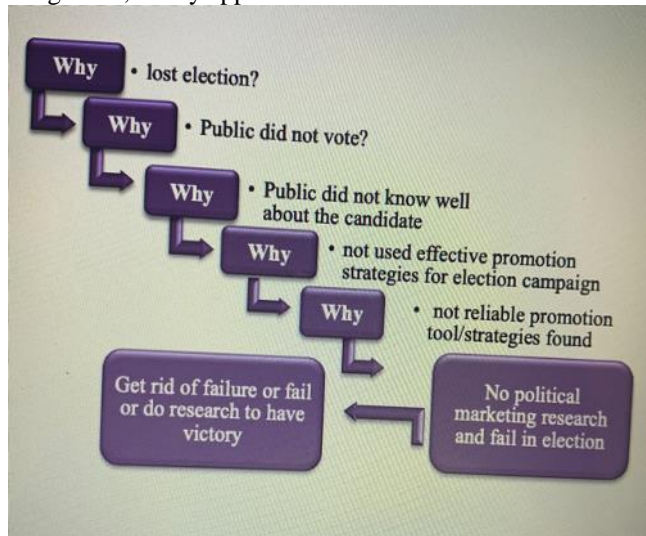 Why
• lost election?
Why
• Public did not vote?
Why
• Public did not know well
about the candidate
Why
• not used effective promotion
strategies for election campaign
Why
• not reliable promotion
tool/strategies found
No political
marketing research
and fail in election
Get rid of failure or fail
or do research to have
victory